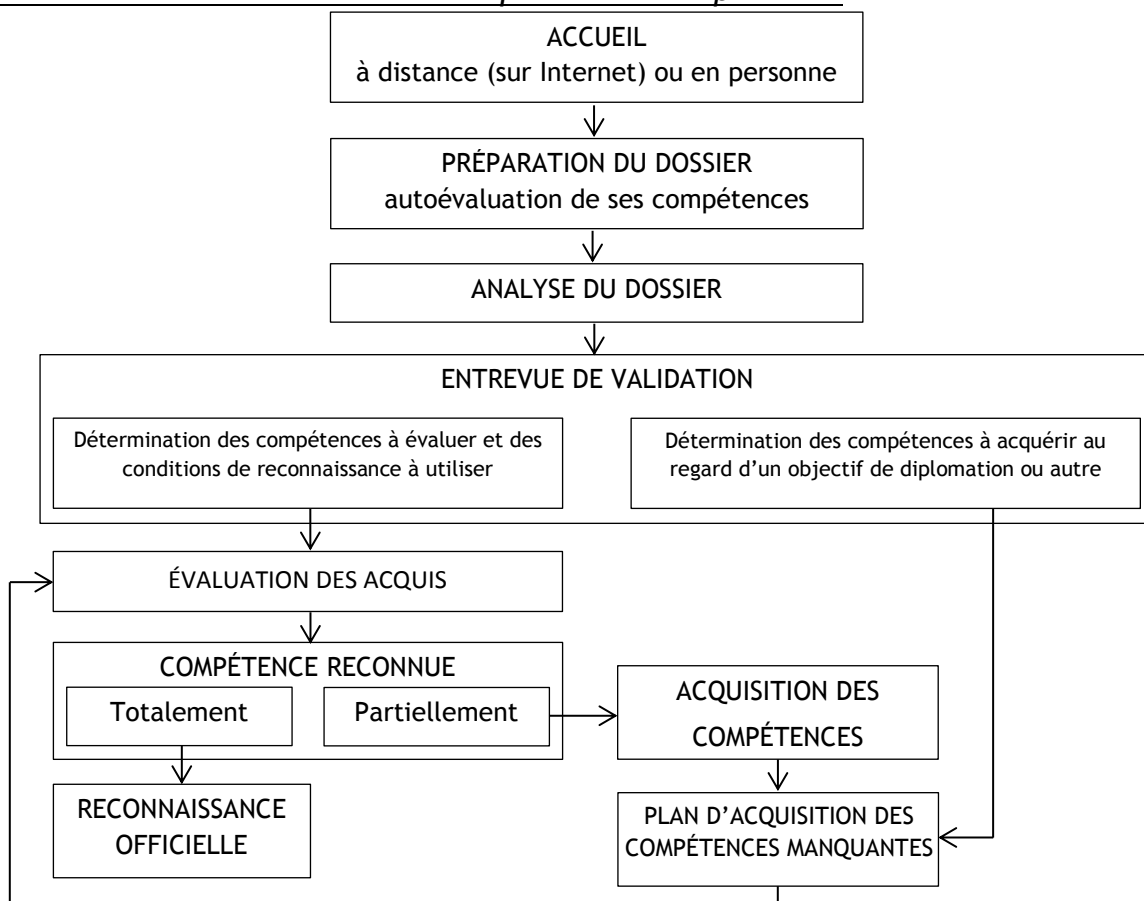 ACCUEIL
à distance (sur Internet) ou en personne
PRÉPARATION DU DOSSIER
autoévaluation de ses compétences
ANALYSE DU DOSSIER
ENTREVUE DE VALIDATION
Détermination des compétences à évaluer et des
conditions de reconnaissance à utiliser
Détermination des compétences à acquérir au
regard d’un objectif de diplomation ou autre
ÉVALUATION DES ACQUIS
COMPÉTENCE RECONNUE
Totalement
Partiellement
ACQUISITION DES
COMPÉTENCES
RECONNAISSANCE
OFFICIELLE
PLAN D’ACQUISITION DES
COMPÉTENCES MANQUANTES